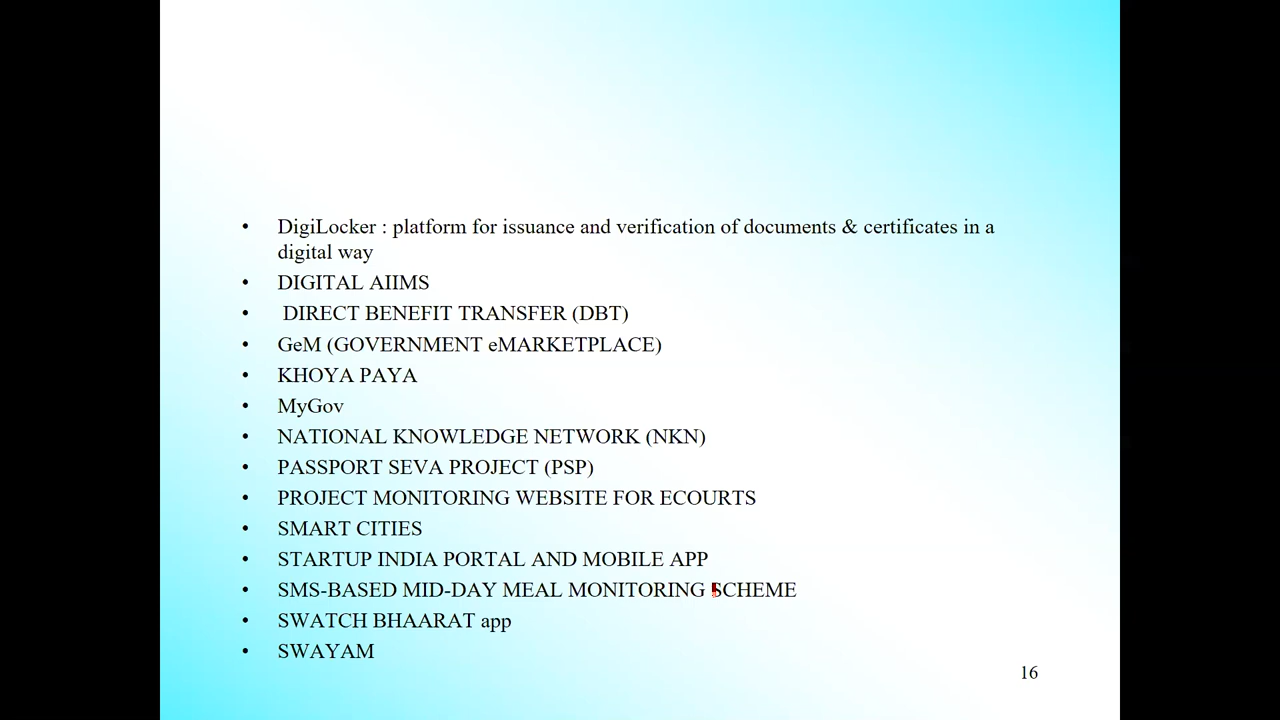 • DigiLocker : platform for issuance and verification of documents & certificates in a
digital way
• DIGITAL AIIMS
• DIRECT BENEFIT TRANSFER (DBT)
• GeM (GOVERNMENT eMARKETPLACE)
• KHOYA PAYA
• MyGov
• NATIONAL KNOWLEDGE NETWORK (NKN)
• PASSPORT SEVA PROJECT (PSP)
• PROJECT MONITORING WEBSITE FOR ECOURTS
• SMART CITIES
• STARTUP INDIA PORTAL AND MOBILE APP
• SMS-BASED MID-DAY MEAL MONITORING SCHEME
• SWATCH BHAARAT app
• SWAYAM
16